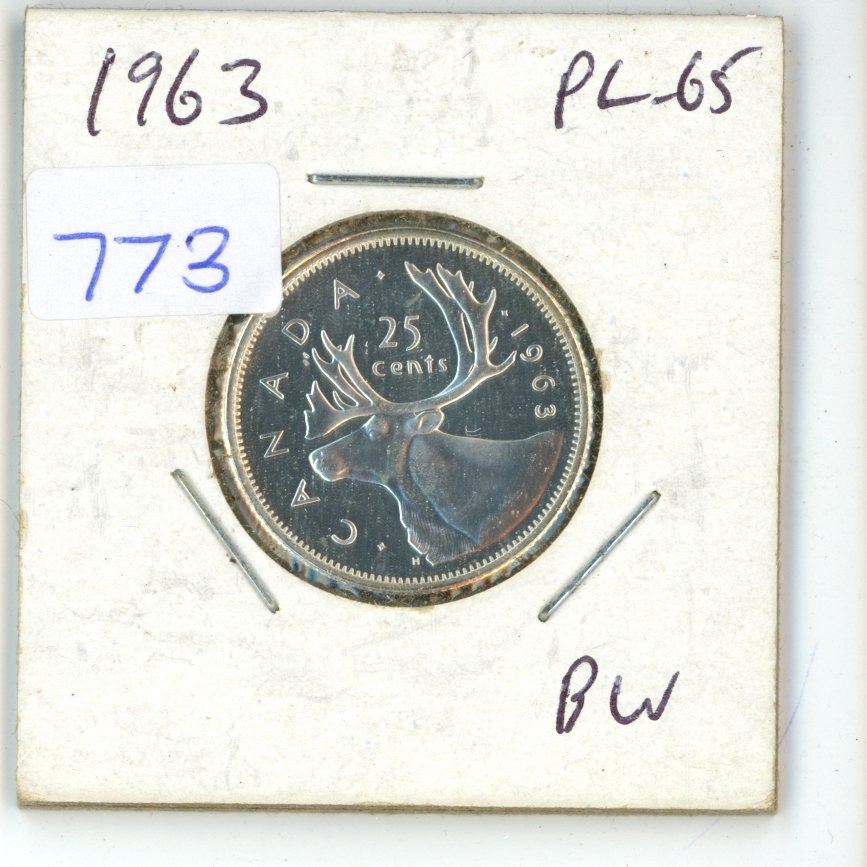 1963 PL-65
773
CANADA
25
cents
1963
H
BW